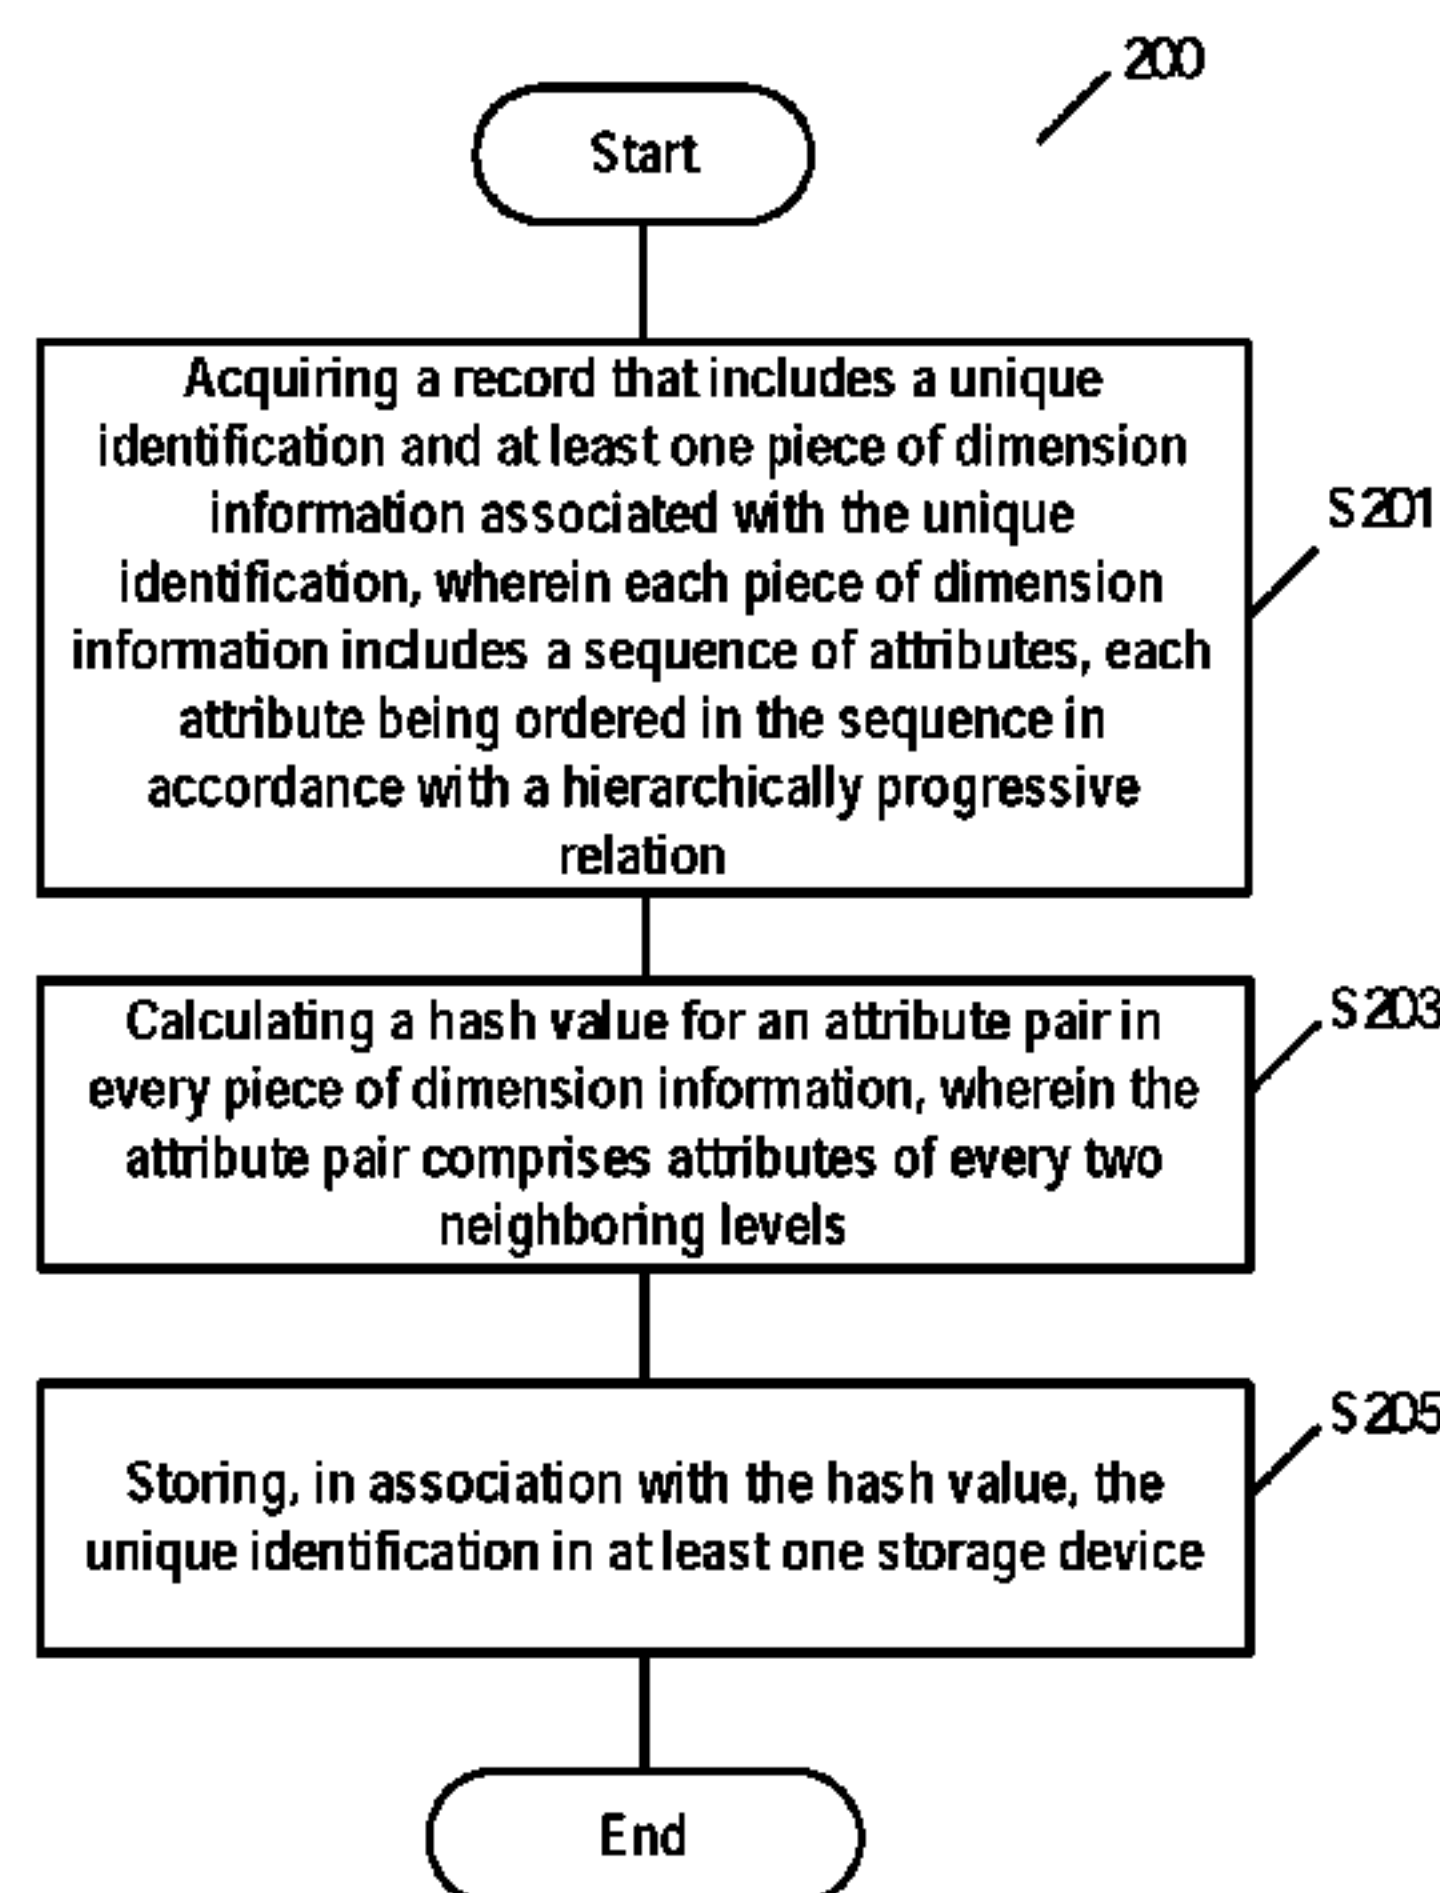 200
Start
Acquiring a record that includes a unique
identification and at least one piece of dimension
information associated with the unique
identification, wherein each piece of dimension
information includes a sequence of attributes, each
attribute being ordered in the sequence in
accordance with a hierarchically progressive
relation
S201
Calculating a hash value for an attribute pair in
every piece of dimension information, wherein the
attribute pair comprises attributes of every two
neighboring levels
S203
Storing, in association with the hash value, the
unique identification in at least one storage device
S205
End